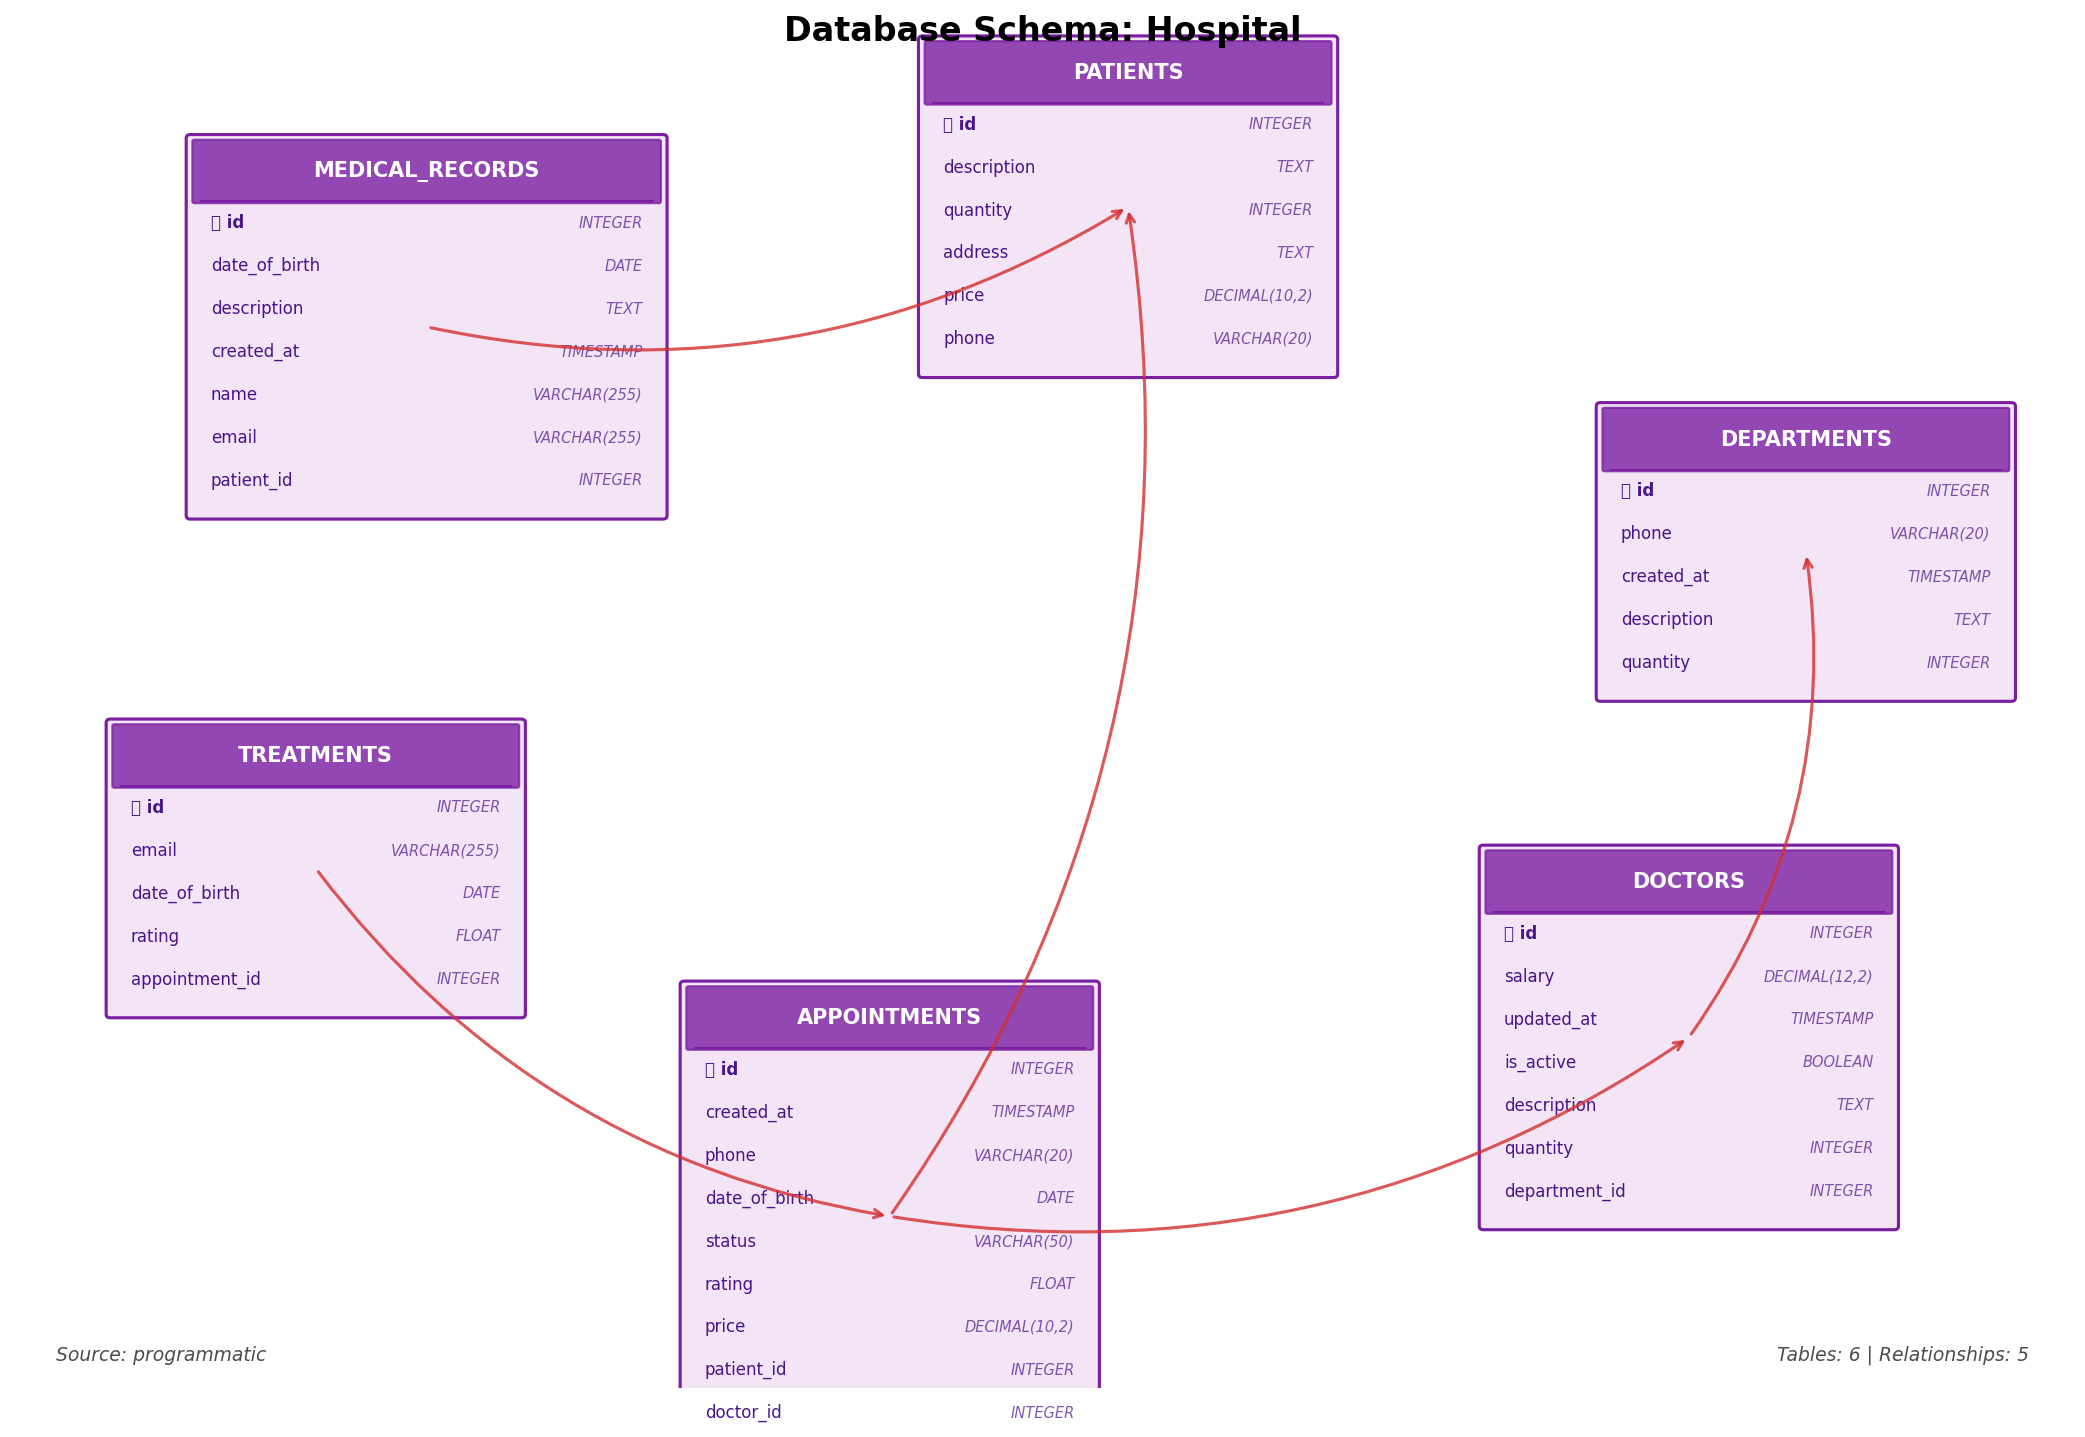 Database Schema: Hospital
PATIENTS
id INTEGER
description TEXT
quantity INTEGER
address TEXT
price DECIMAL(10,2)
phone VARCHAR(20)
MEDICAL_RECORDS
id INTEGER
date_of_birth DATE
description TEXT
created_at TIMESTAMP
name VARCHAR(255)
email VARCHAR(255)
patient_id INTEGER
DEPARTMENTS
id INTEGER
phone VARCHAR(20)
created_at TIMESTAMP
description TEXT
quantity INTEGER
TREATMENTS
id INTEGER
email VARCHAR(255)
date_of_birth DATE
rating FLOAT
appointment_id INTEGER
DOCTORS
id INTEGER
salary DECIMAL(12,2)
updated_at TIMESTAMP
is_active BOOLEAN
description TEXT
quantity INTEGER
department_id INTEGER
APPOINTMENTS
id INTEGER
created_at TIMESTAMP
phone VARCHAR(20)
date_of_birth DATE
status VARCHAR(50)
rating FLOAT
price DECIMAL(10,2)
patient_id INTEGER
doctor_id INTEGER
Source: programmatic
Tables: 6 | Relationships: 5